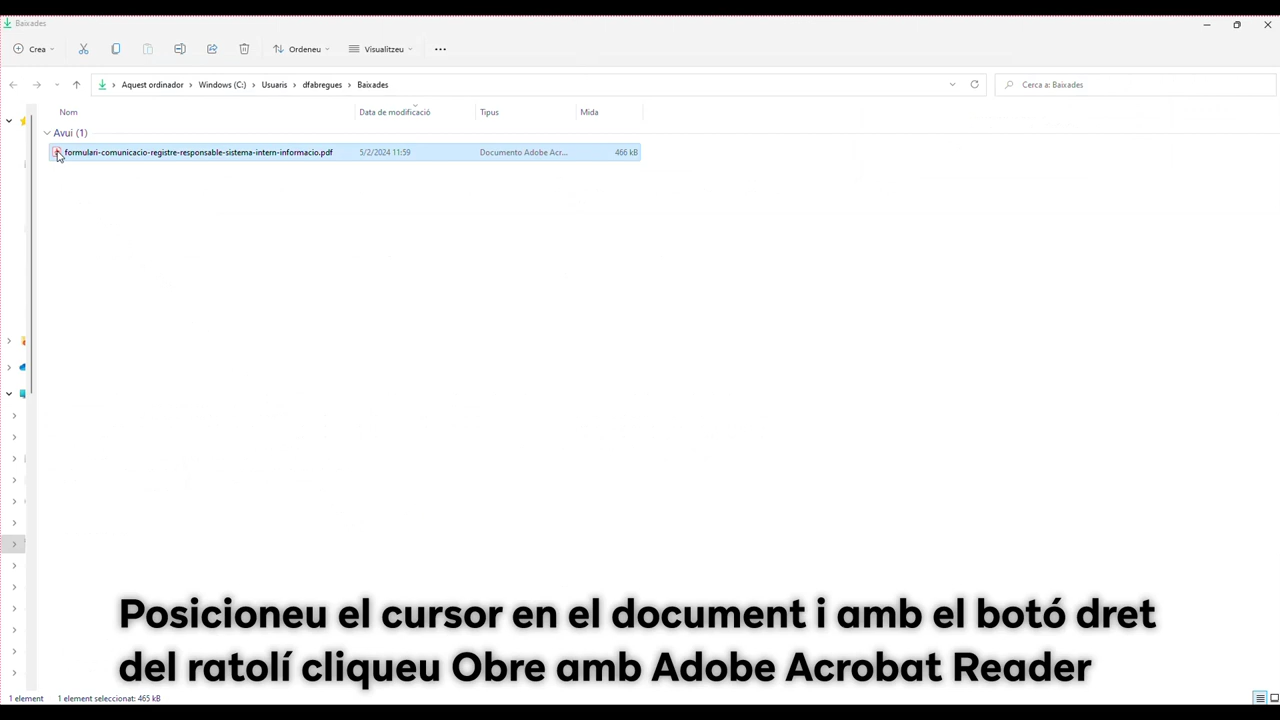 Baixades
Crea
Ordeneu
Visualitzeu
Aquest ordinador > Windows (C:) > Usuaris > dfabregues > Baixades
Cerca a: Baixades
Nom Data de modificació Tipus Mida
Avui (1)
formulari-comunicacio-registre-responsable-sistema-intern-informacio.pdf 5/2/2024 11:59 Documento Adobe Acr... 466 kB
Posicioneu el cursor en el document i amb el botó dret
del ratolí cliqueu Obre amb Adobe Acrobat Reader
1 element 1 element seleccionat: 465 kB